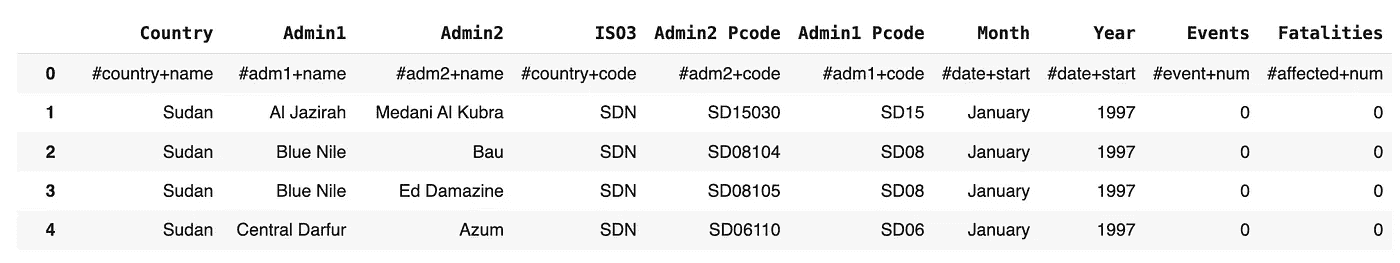 Country Admin1 Admin2 ISO3 Admin2 Pcode Admin1 Pcode Month Year Events Fatalities
0 #country+name #adm1+name #adm2+name #country+code #adm2+code #adm1+code #date+start #date+start #event+num #affected+num
1 Sudan Al Jazirah Medani Al Kubra SDN SD15030 SD15 January 1997 0 0
2 Sudan Blue Nile Bau SDN SD08104 SD08 January 1997 0 0
3 Sudan Blue Nile Ed Damazine SDN SD08105 SD08 January 1997 0 0
4 Sudan Central Darfur Azum SDN SD06110 SD06 January 1997 0 0